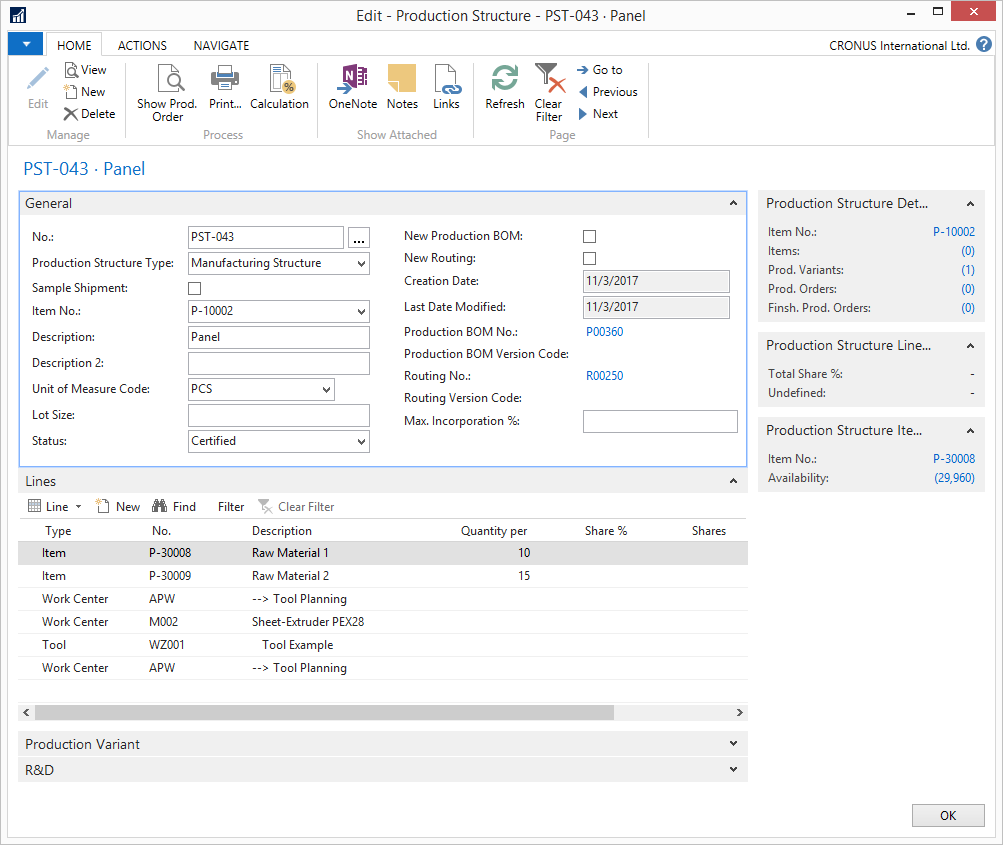 Edit - Production Structure - PST-043 · Panel
HOME ACTIONS NAVIGATE CRONUS International Ltd. ?
Edit
View
New
Delete
Manage
Show Prod. Order
Print...
Calculation
Process
OneNote
Notes
Links
Show Attached
Refresh
Clear Filter
Go to
Previous
Next
Page
PST-043 · Panel
General
No.: PST-043 ...
Production Structure Type: Manufacturing Structure
Sample Shipment:
Item No.: P-10002
Description: Panel
Description 2:
Unit of Measure Code: PCS
Lot Size:
Status: Certified
New Production BOM:
New Routing:
Creation Date: 11/3/2017
Last Date Modified: 11/3/2017
Production BOM No.: P00360
Production BOM Version Code:
Routing No.: R00250
Routing Version Code:
Max. Incorporation %:
Lines
Line New Find Filter Clear Filter
Type No. Description Quantity per Share % Shares
Item P-30008 Raw Material 1 10
Item P-30009 Raw Material 2 15
Work Center APW --> Tool Planning
Work Center M002 Sheet-Extruder PEX28
Tool WZ001 Tool Example
Work Center APW --> Tool Planning
Production Variant
R&D
Production Structure Det...
Item No.: P-10002
Items: (0)
Prod. Variants: (1)
Prod. Orders: (0)
Finsh. Prod. Orders: (0)
Production Structure Line...
Total Share %: -
Undefined: -
Production Structure Ite...
Item No.: P-30008
Availability: (29,960)
OK